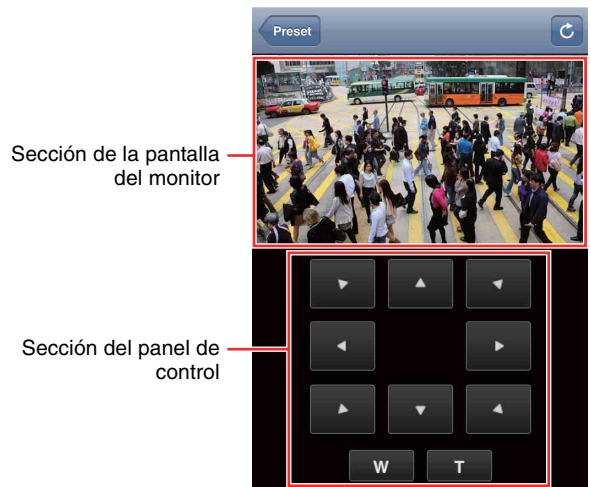 Preset
Sección de la pantalla
del monitor
Sección del panel de
control
W T